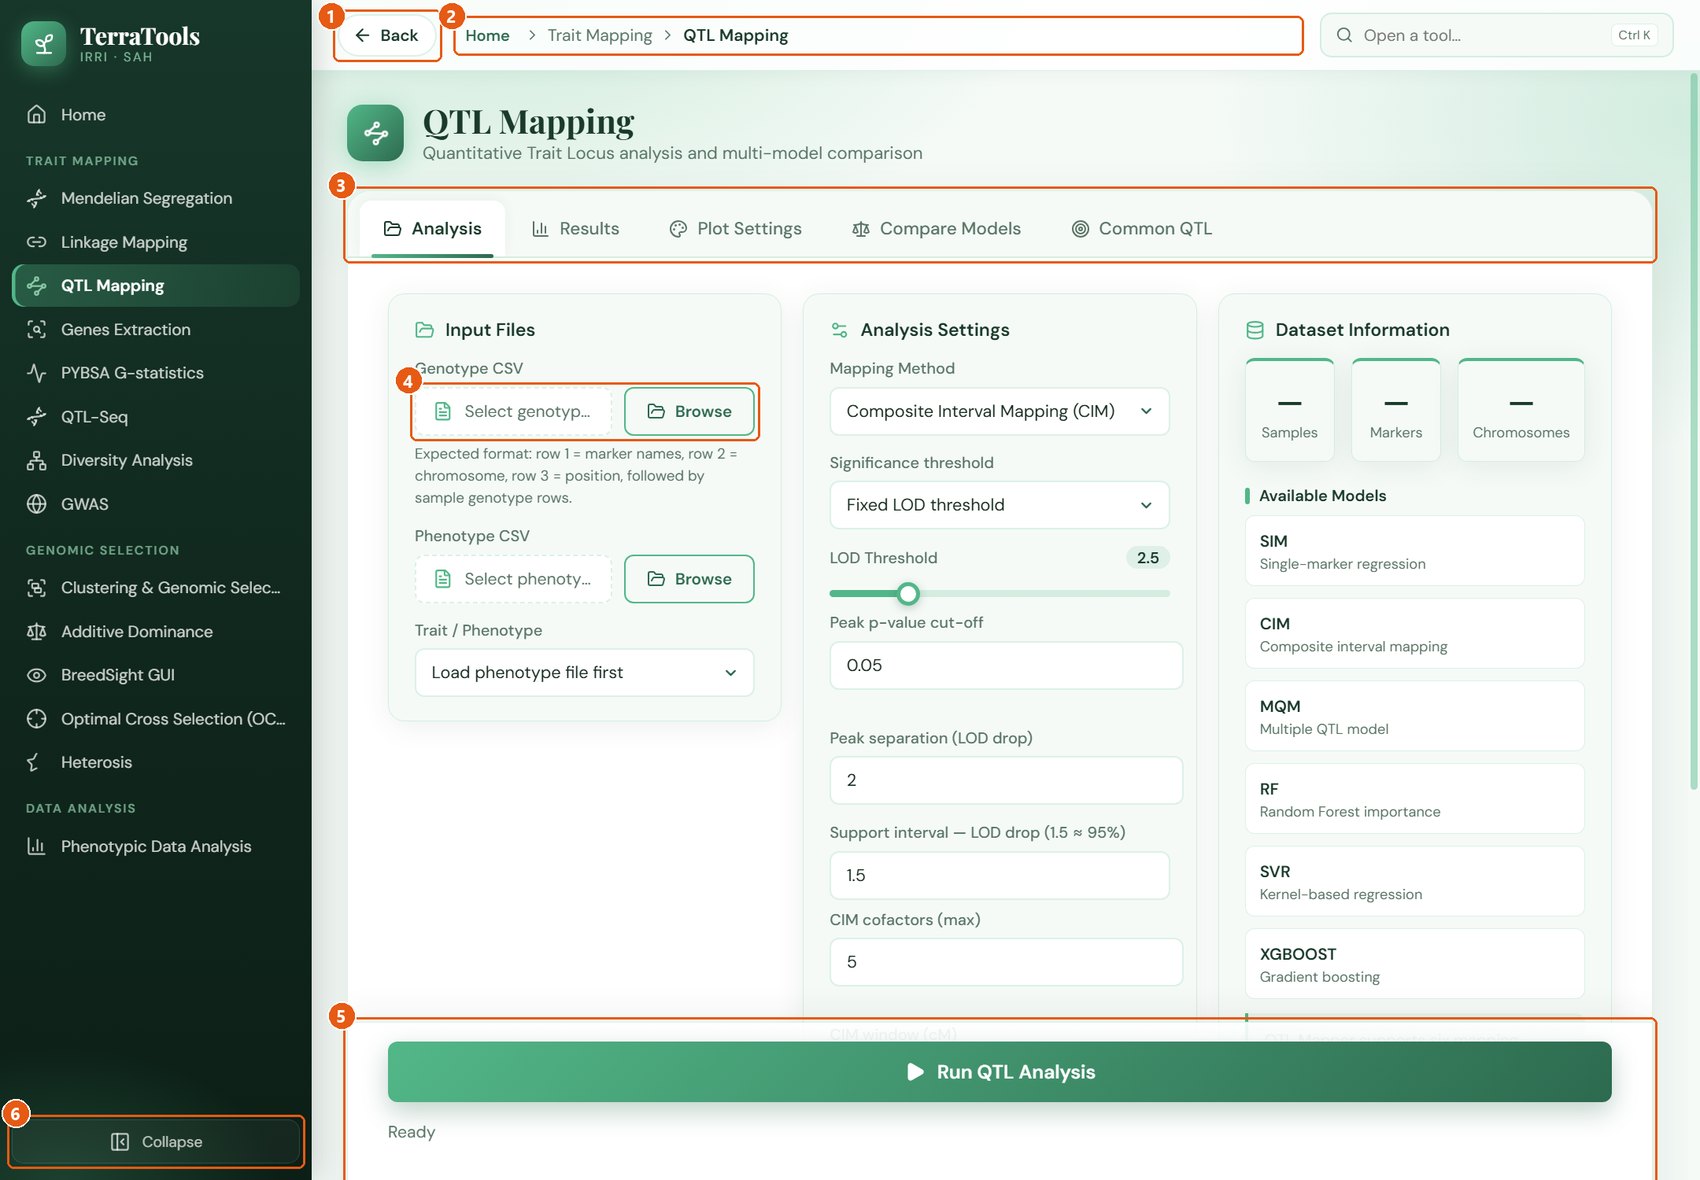 TerraTools
IRRI · SAH
Home
TRAIT MAPPING
Mendelian Segregation
Linkage Mapping
QTL Mapping
Genes Extraction
PYBSA G-statistics
QTL-Seq
Diversity Analysis
GWAS
GENOMIC SELECTION
Clustering & Genomic Selec...
Additive Dominance
BreedSight GUI
Optimal Cross Selection (OC...
Heterosis
DATA ANALYSIS
Phenotypic Data Analysis
6
Collapse
1
Back
2
Home > Trait Mapping > QTL Mapping
Open a tool...
Ctrl K
QTL Mapping
Quantitative Trait Locus analysis and multi-model comparison
3
Analysis
Results
Plot Settings
Compare Models
Common QTL
Input Files
Genotype CSV
4
Select genotyp...
Browse
Expected format: row 1 = marker names, row 2 =
chromosome, row 3 = position, followed by
sample genotype rows.
Phenotype CSV
Select phenoty...
Browse
Trait / Phenotype
Load phenotype file first
Analysis Settings
Mapping Method
Composite Interval Mapping (CIM)
Significance threshold
Fixed LOD threshold
LOD Threshold
2.5
Peak p-value cut-off
0.05
Peak separation (LOD drop)
2
Support interval — LOD drop (1.5 ≈ 95%)
1.5
CIM cofactors (max)
5
CIM window (cM)
Dataset Information
—
Samples
—
Markers
—
Chromosomes
Available Models
SIM
Single-marker regression
CIM
Composite interval mapping
MQM
Multiple QTL model
RF
Random Forest importance
SVR
Kernel-based regression
XGBOOST
Gradient boosting
QTL Mapper supports six mapping
5
Run QTL Analysis
Ready